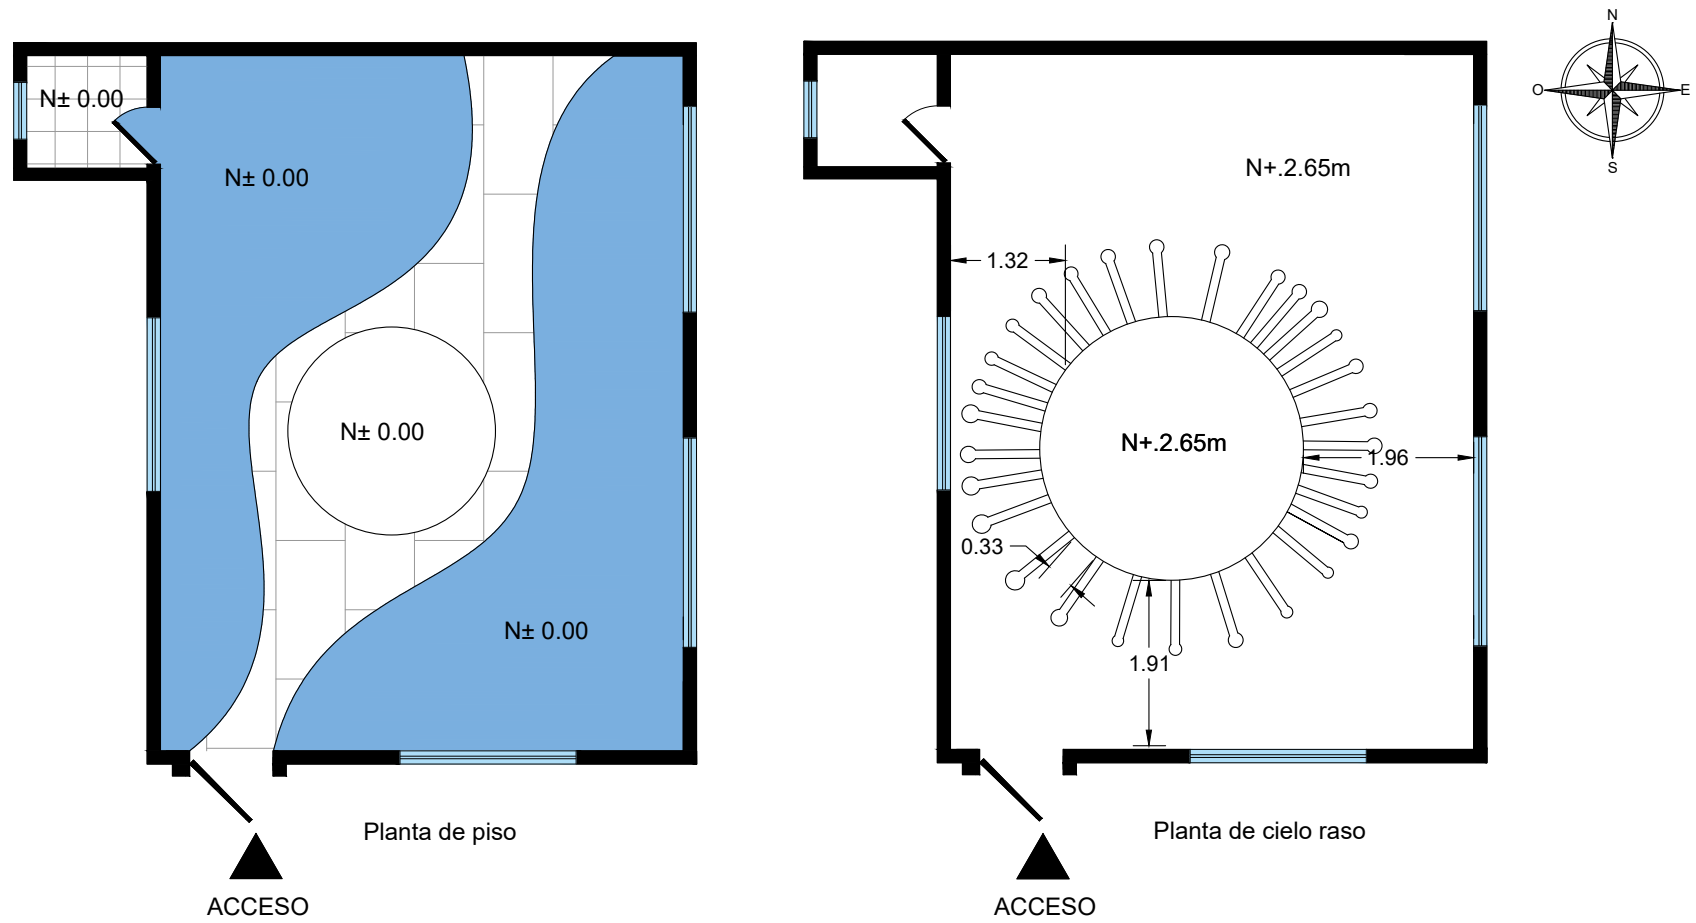 N
O
E
S
N± 0.00
N± 0.00
N± 0.00
N± 0.00
Planta de piso
ACCESO
N+.2.65m
1.32
N+.2.65m
1.96
0.33
1.91
Planta de cielo raso
ACCESO